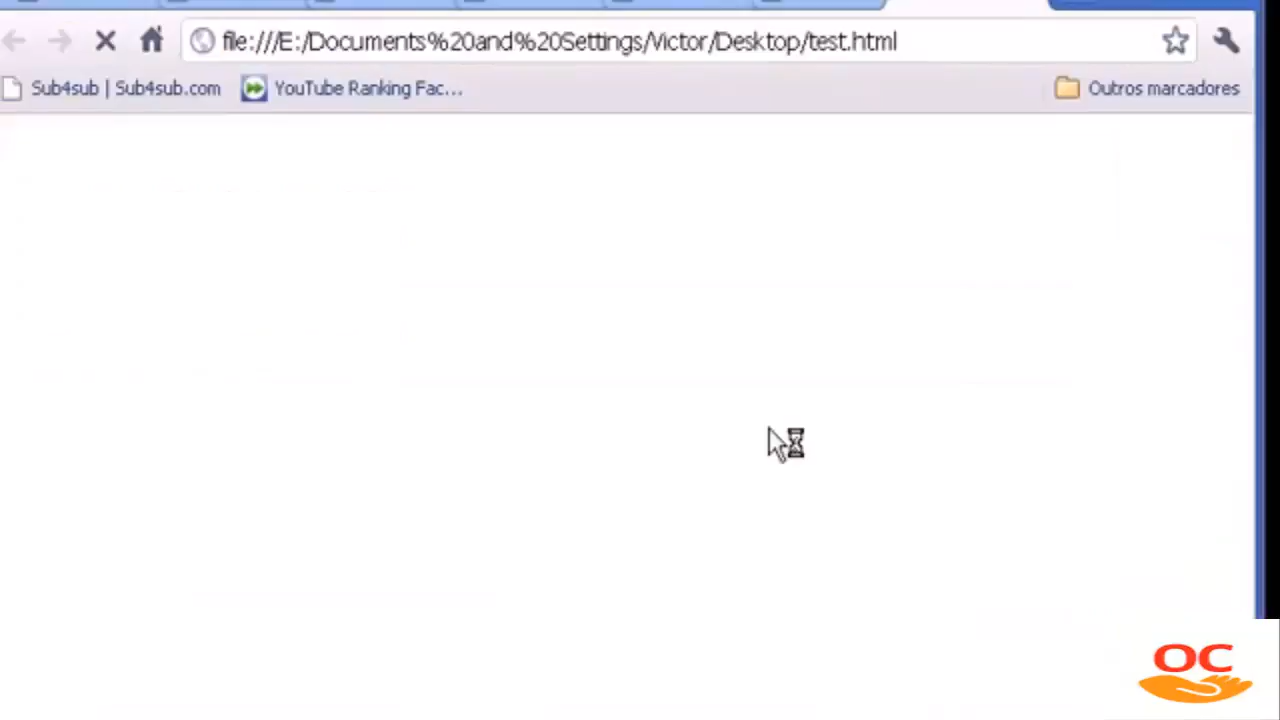 file:///E:/Documents%20and%20Settings/Victor/Desktop/test.html
Sub4sub | Sub4sub.com YouTube Ranking Fac... Outros marcadores
OC